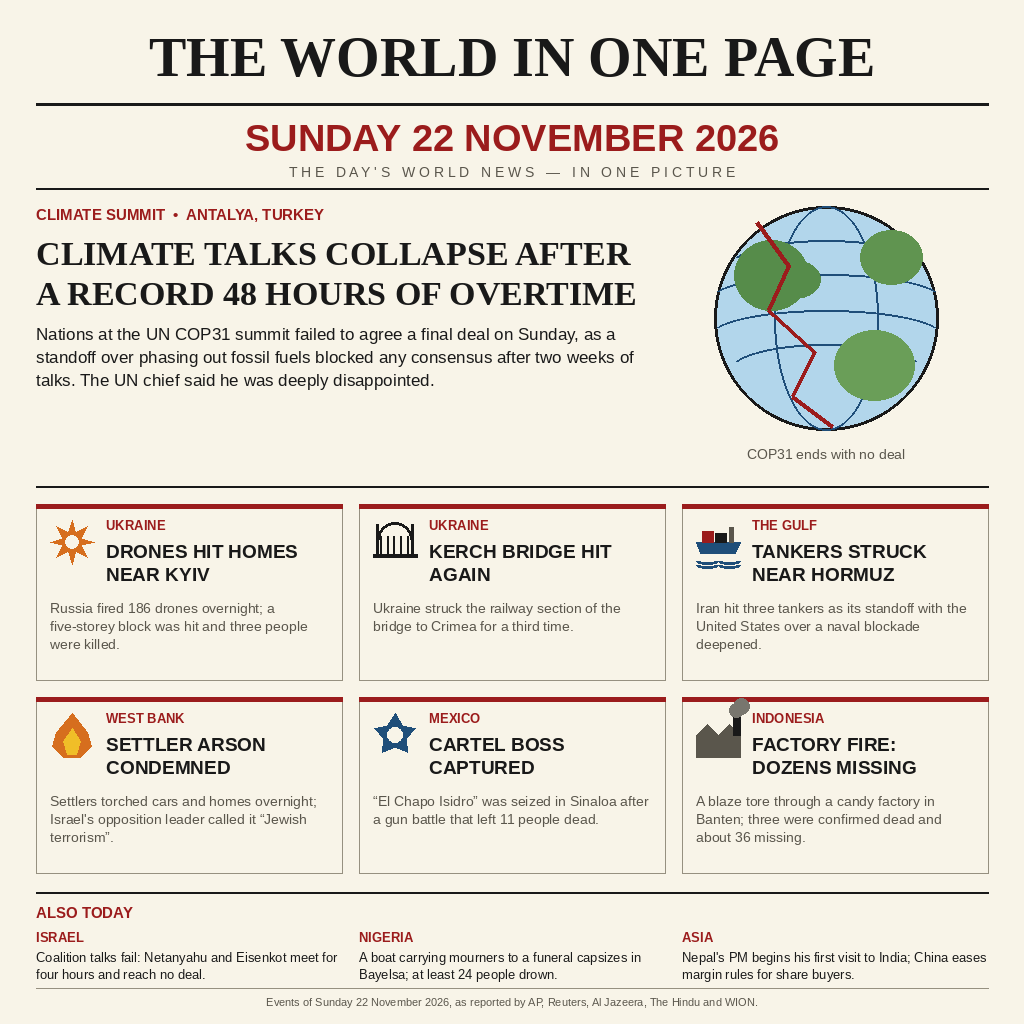 THE WORLD IN ONE PAGE
SUNDAY 22 NOVEMBER 2026
THE DAY'S WORLD NEWS — IN ONE PICTURE
CLIMATE SUMMIT • ANTALYA, TURKEY
CLIMATE TALKS COLLAPSE AFTER
A RECORD 48 HOURS OF OVERTIME
Nations at the UN COP31 summit failed to agree a final deal on Sunday, as a
standoff over phasing out fossil fuels blocked any consensus after two weeks of
talks. The UN chief said he was deeply disappointed.
COP31 ends with no deal
UKRAINE
DRONES HIT HOMES
NEAR KYIV
Russia fired 186 drones overnight; a
five-storey block was hit and three people
were killed.
UKRAINE
KERCH BRIDGE HIT
AGAIN
Ukraine struck the railway section of the
bridge to Crimea for a third time.
THE GULF
TANKERS STRUCK
NEAR HORMUZ
Iran hit three tankers as its standoff with the
United States over a naval blockade
deepened.
WEST BANK
SETTLER ARSON
CONDEMNED
Settlers torched cars and homes overnight;
Israel's opposition leader called it “Jewish
terrorism”.
MEXICO
CARTEL BOSS
CAPTURED
“El Chapo Isidro” was seized in Sinaloa after
a gun battle that left 11 people dead.
INDONESIA
FACTORY FIRE:
DOZENS MISSING
A blaze tore through a candy factory in
Banten; three were confirmed dead and
about 36 missing.
ALSO TODAY
ISRAEL
Coalition talks fail: Netanyahu and Eisenkot meet for
four hours and reach no deal.
NIGERIA
A boat carrying mourners to a funeral capsizes in
Bayelsa; at least 24 people drown.
ASIA
Nepal's PM begins his first visit to India; China eases
margin rules for share buyers.
Events of Sunday 22 November 2026, as reported by AP, Reuters, Al Jazeera, The Hindu and WION.